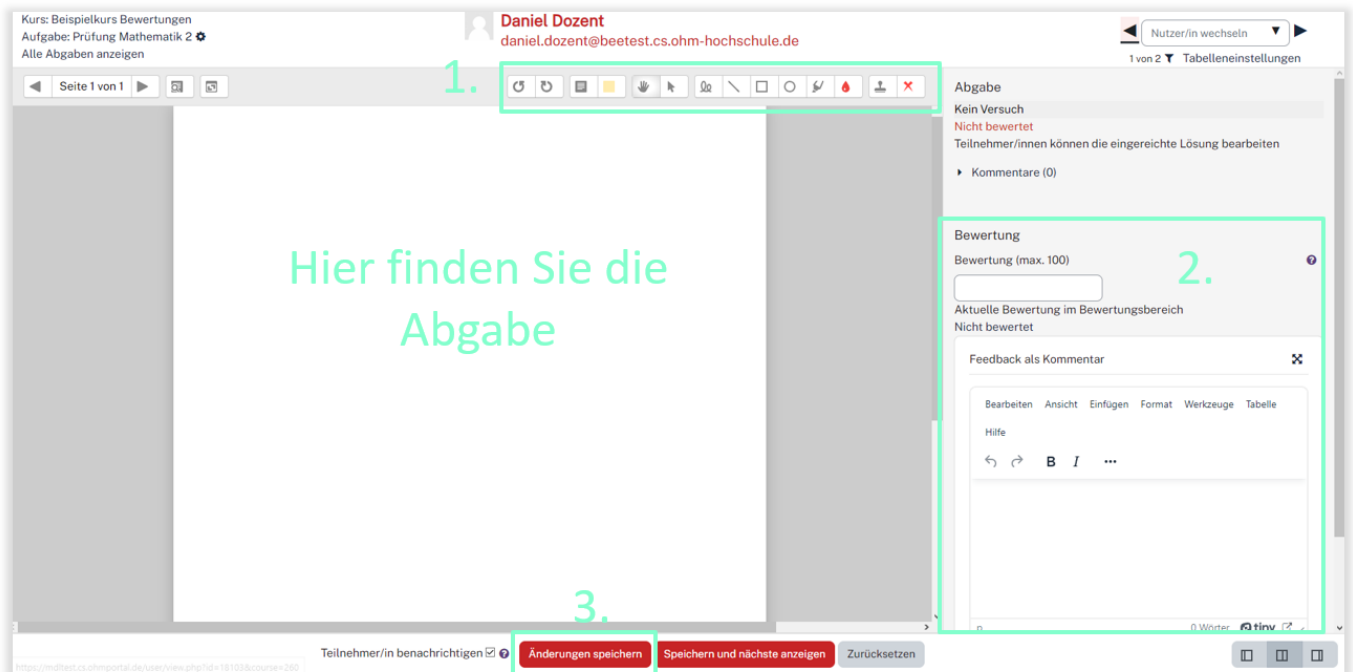 Kurs: Beispielkurs Bewertungen
Aufgabe: Prüfung Mathematik 2
Alle Abgaben anzeigen
Daniel Dozent
daniel.dozent@beetest.cs.ohm-hochschule.de
Nutzer/in wechseln
1 von 2 Tabelleneinstellungen
Seite 1 von 1
1.
Hier finden Sie die
Abgabe
Abgabe
Kein Versuch
Nicht bewertet
Teilnehmer/innen können die eingereichte Lösung bearbeiten
Kommentare (0)
Bewertung
Bewertung (max. 100)
2.
Aktuelle Bewertung im Bewertungsbereich
Nicht bewertet
Feedback als Kommentar
Bearbeiten Ansicht Einfügen Format Werkzeuge Tabelle
Hilfe
B I ...
0 Wörter tiny
3.
Teilnehmer/in benachrichtigen
Änderungen speichern
Speichern und nächste anzeigen
Zurücksetzen